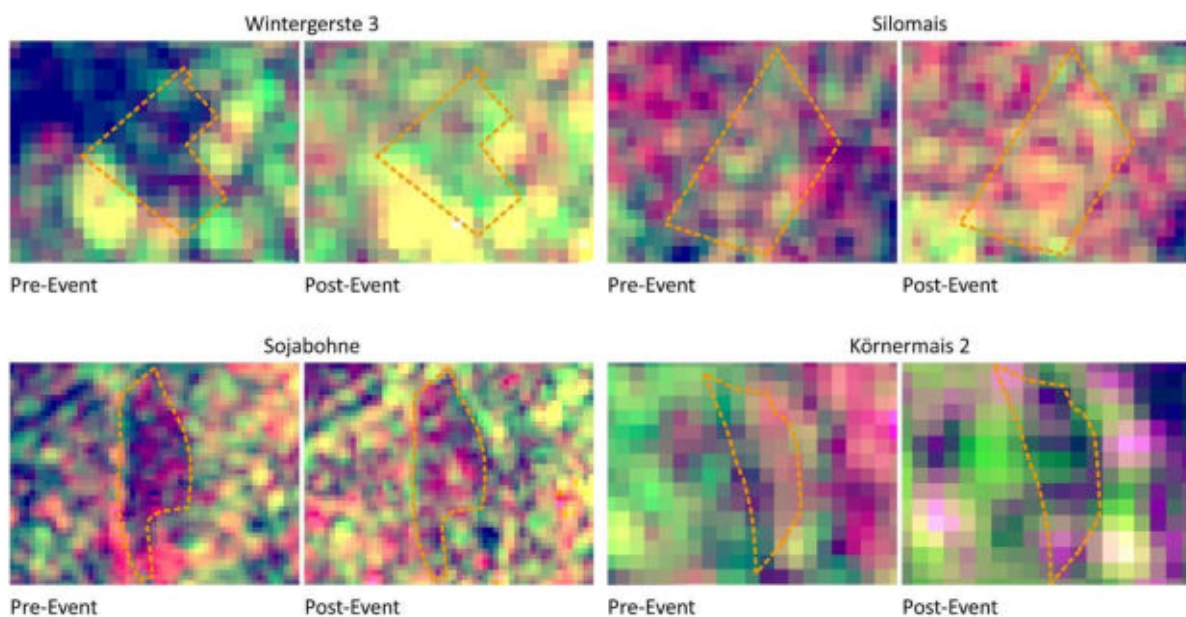 Wintergerste 3
Silomais
Pre-Event
Post-Event
Pre-Event
Post-Event
Sojabohne
Körnermais 2
Pre-Event
Post-Event
Pre-Event
Post-Event